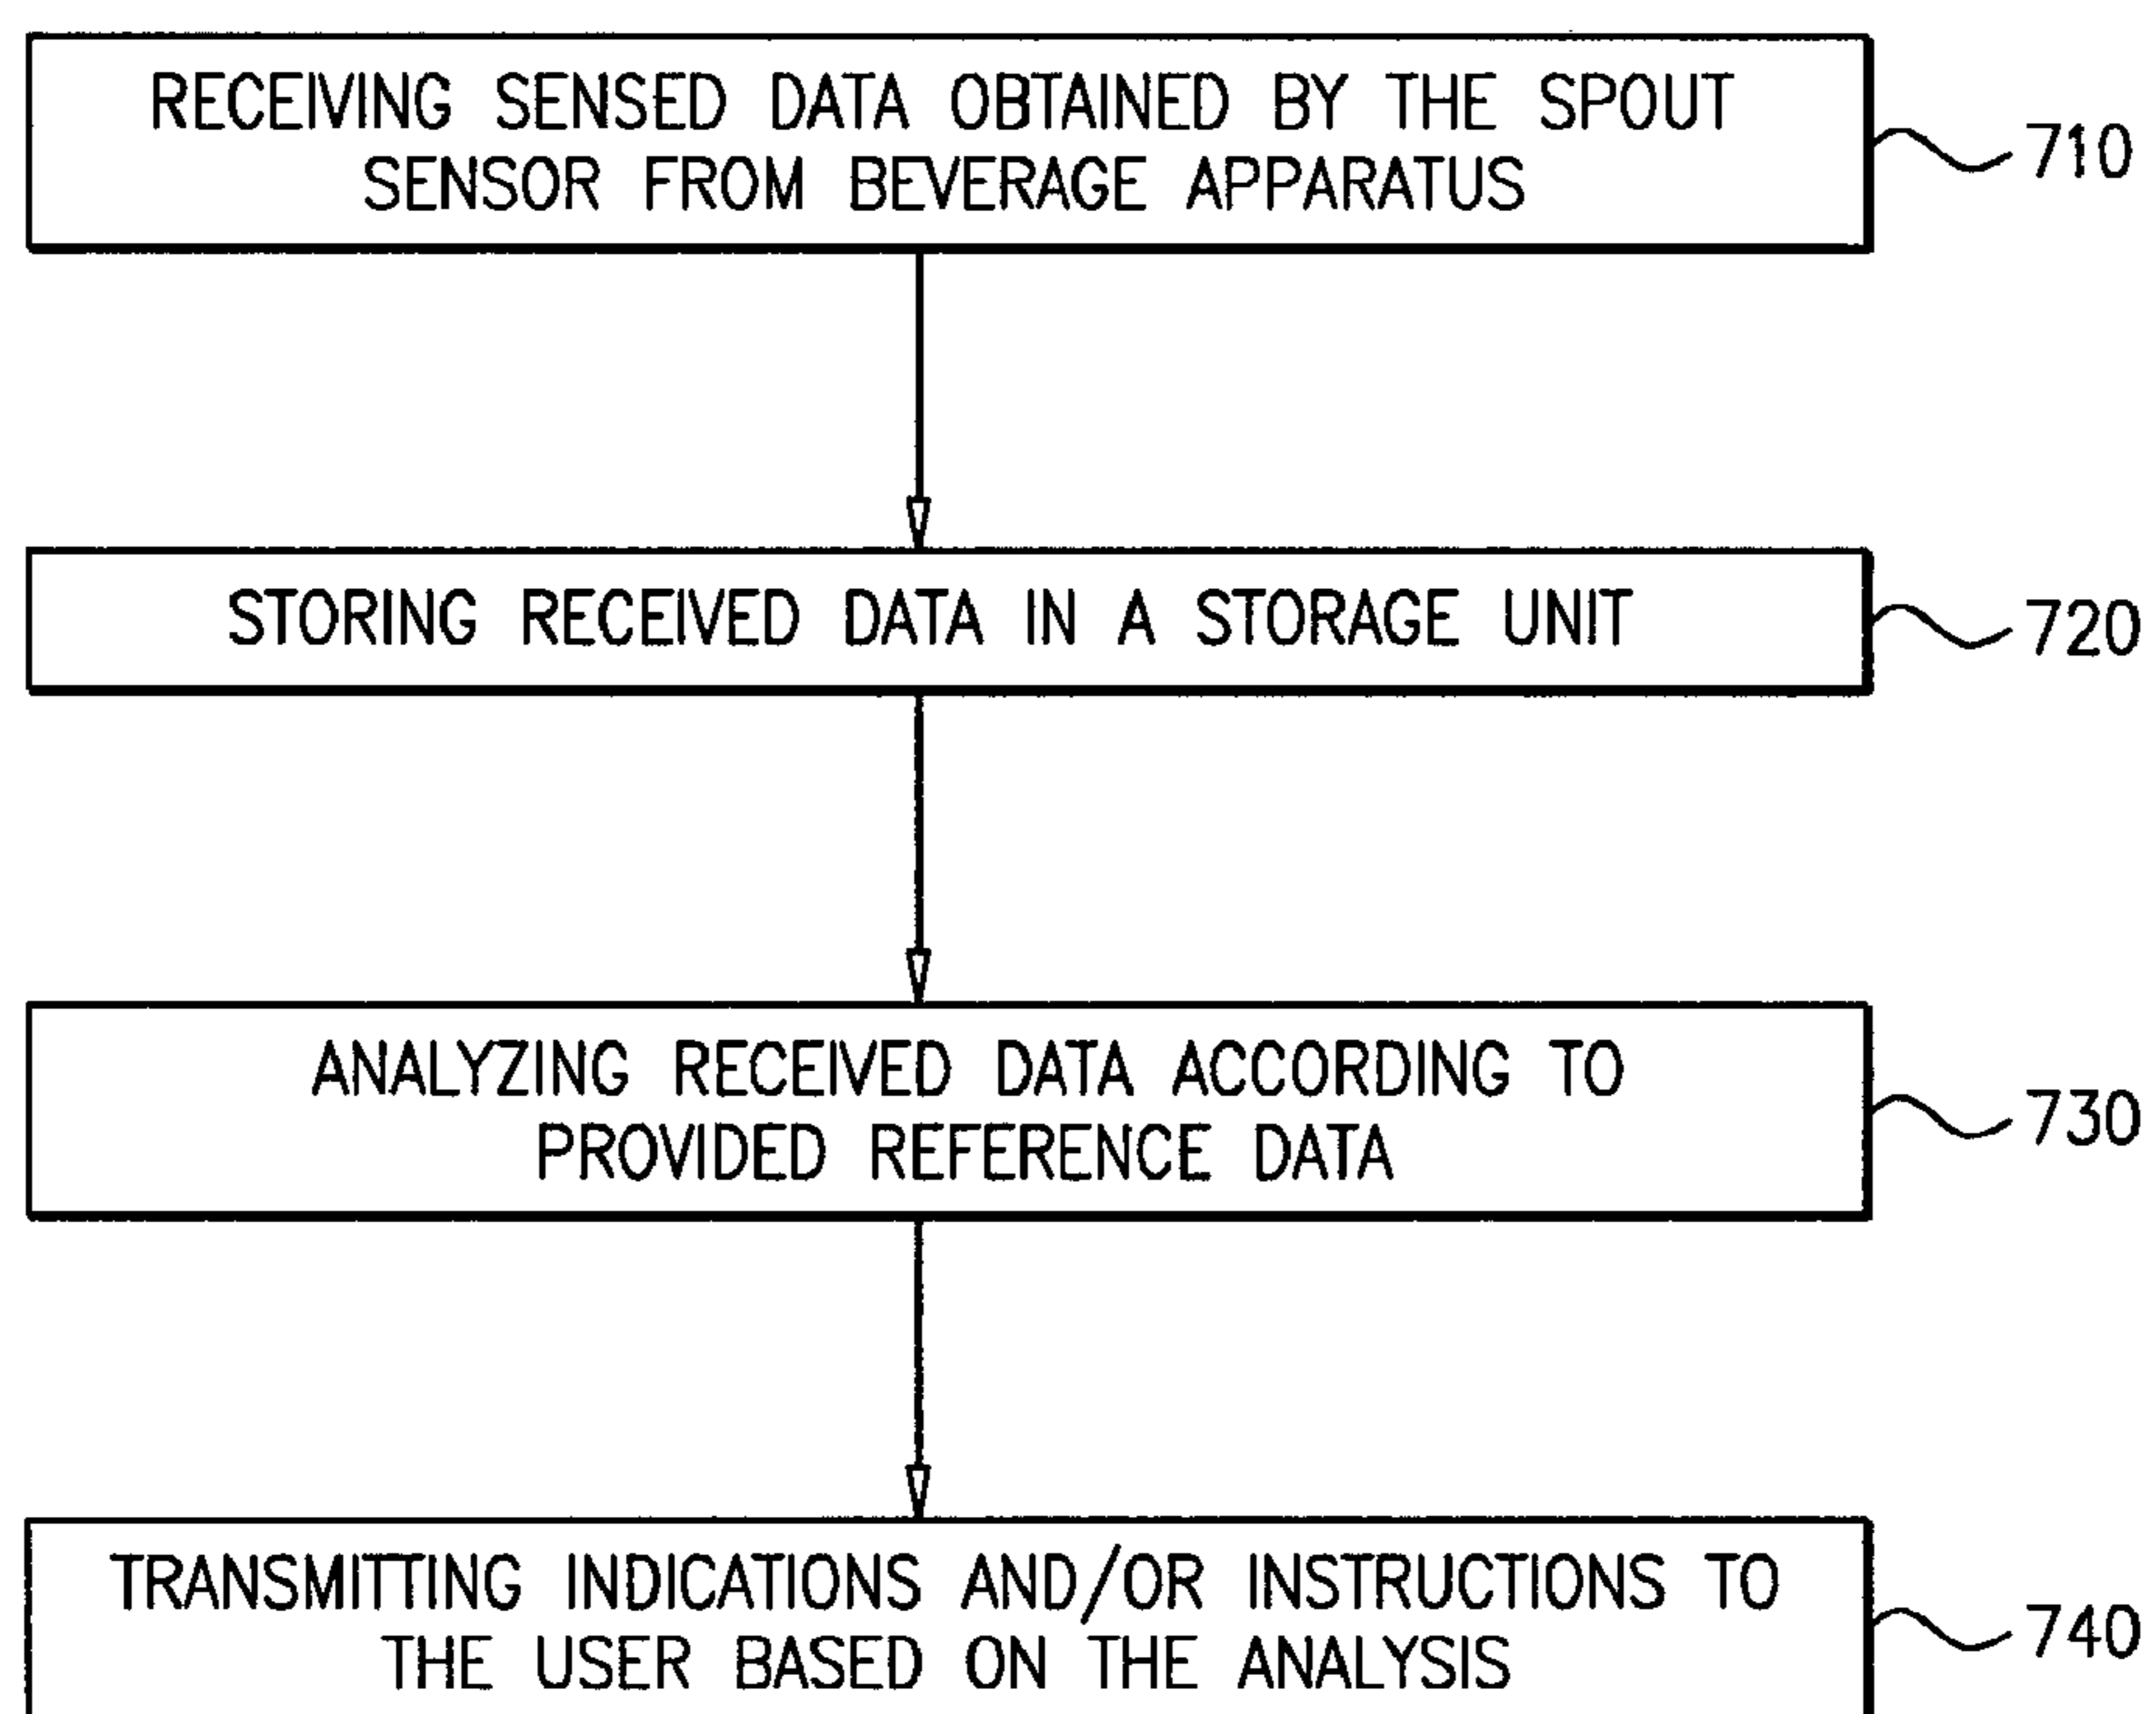 RECEIVING SENSED DATA OBTAINED BY THE SPOUT
SENSOR FROM BEVERAGE APPARATUS
710
STORING RECEIVED DATA IN A STORAGE UNIT
720
ANALYZING RECEIVED DATA ACCORDING TO
PROVIDED REFERENCE DATA
730
TRANSMITTING INDICATIONS AND/OR INSTRUCTIONS TO
THE USER BASED ON THE ANALYSIS
740